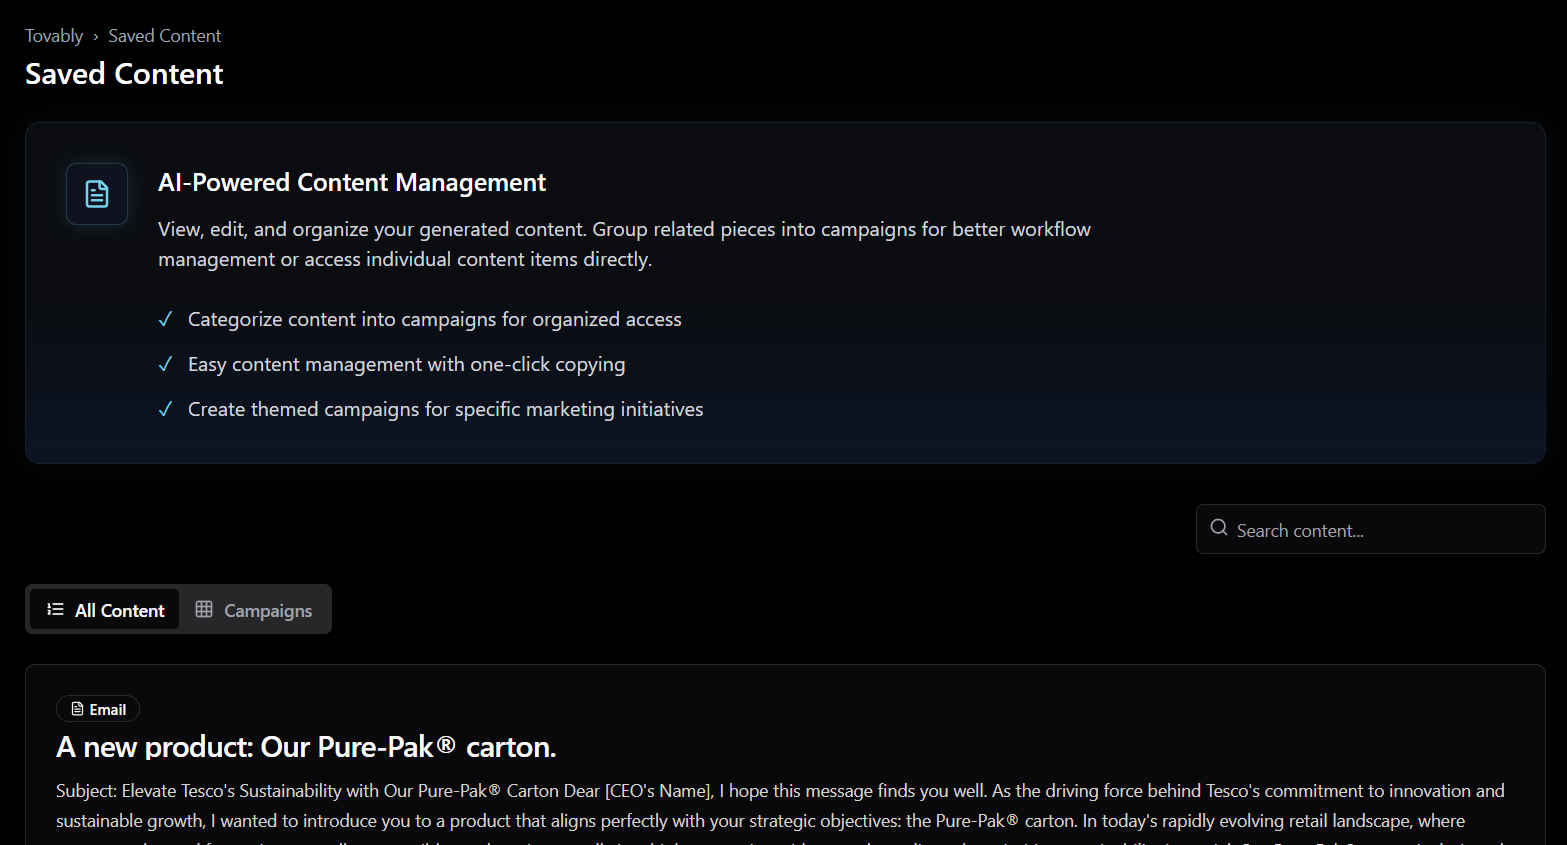 Tovably › Saved Content
Saved Content
AI-Powered Content Management
View, edit, and organize your generated content. Group related pieces into campaigns for better workflow
management or access individual content items directly.
✓ Categorize content into campaigns for organized access
✓ Easy content management with one-click copying
✓ Create themed campaigns for specific marketing initiatives
Search content...
All Content
Campaigns
Email
A new product: Our Pure-Pak® carton.
Subject: Elevate Tesco's Sustainability with Our Pure-Pak® Carton Dear [CEO's Name], I hope this message finds you well. As the driving force behind Tesco's commitment to innovation and
sustainable growth, I wanted to introduce you to a product that aligns perfectly with your strategic objectives: the Pure-Pak® carton. In today's rapidly evolving retail landscape, where